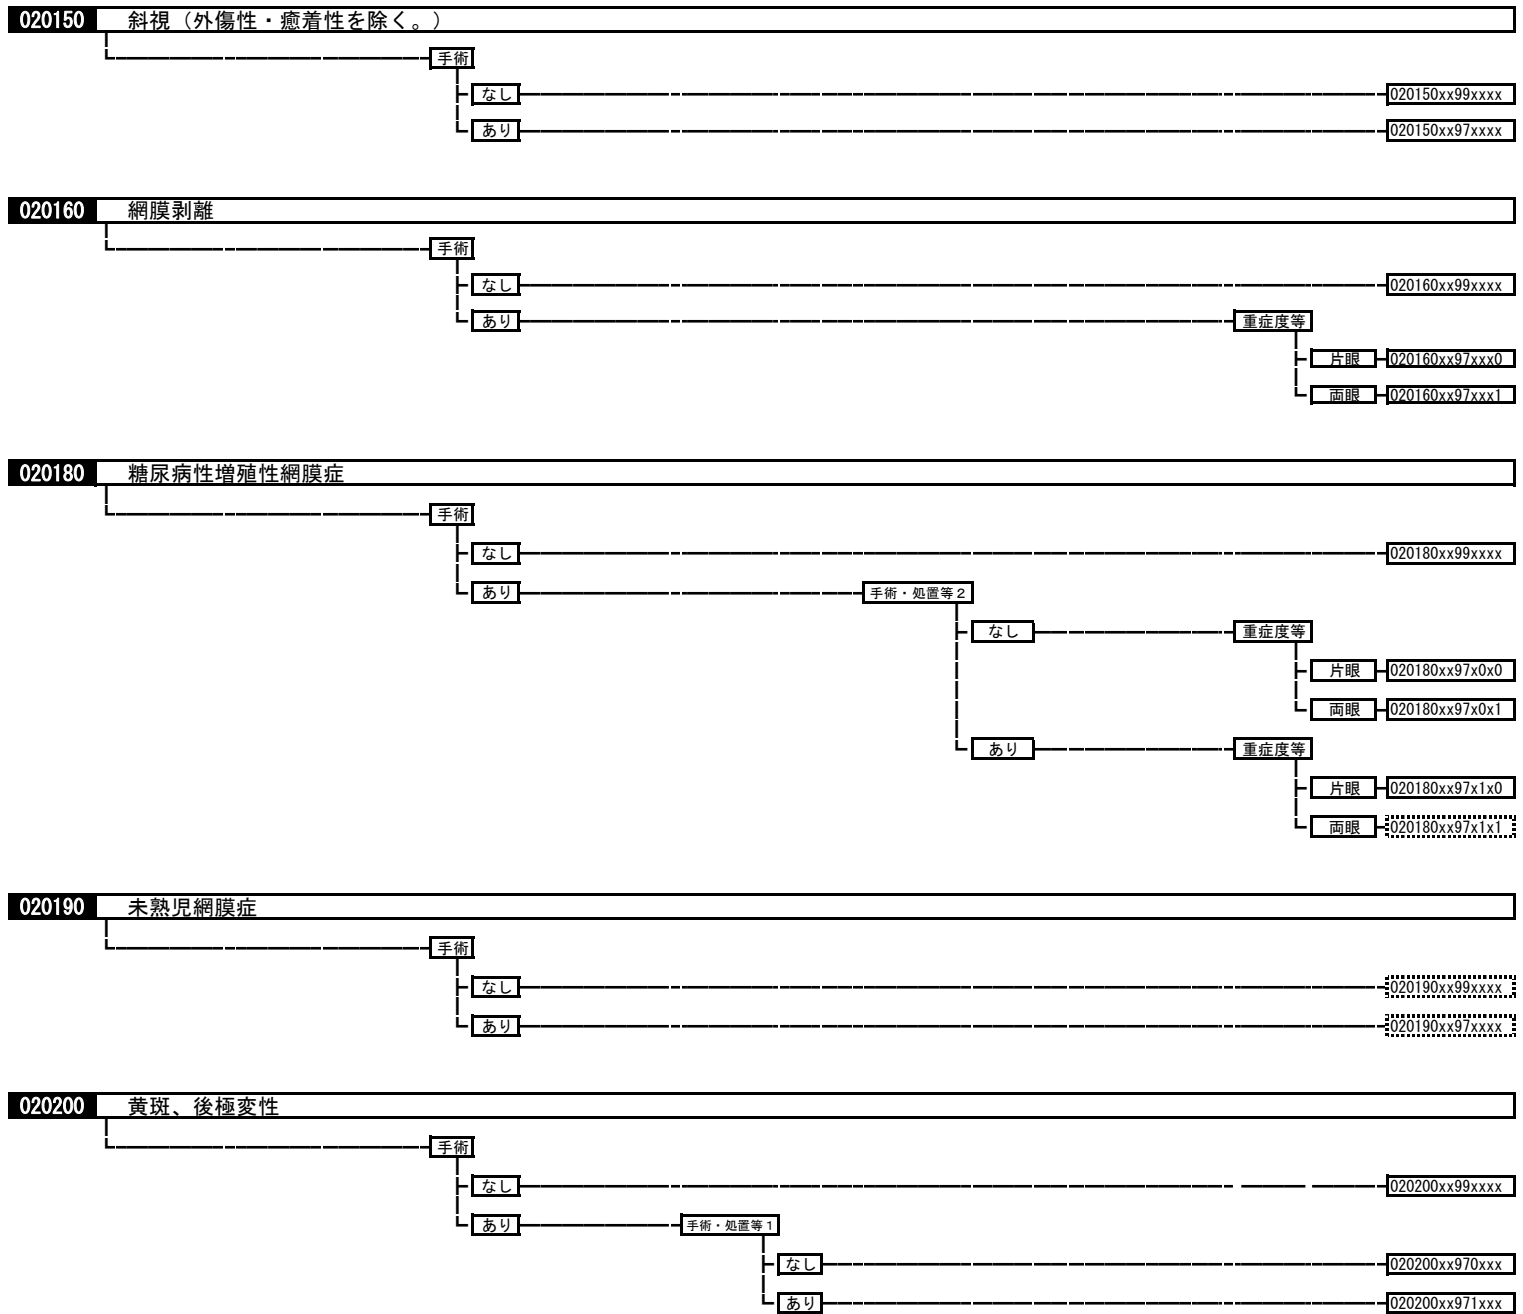 020150 斜視（外傷性・癒着性を除く。）
手術
なし 020150xx99xxxx
あり 020150xx97xxxx
020160 網膜剥離
手術
なし 020160xx99xxxx
あり 重症度等
片眼 020160xx97xxx0
両眼 020160xx97xxx1
020180 糖尿病性増殖性網膜症
手術
なし 020180xx99xxxx
あり 手術・処置等２
なし 重症度等
片眼 020180xx97x0x0
両眼 020180xx97x0x1
あり 重症度等
片眼 020180xx97x1x0
両眼 020180xx97x1x1
020190 未熟児網膜症
手術
なし 020190xx99xxxx
あり 020190xx97xxxx
020200 黄斑、後極変性
手術
なし 020200xx99xxxx
あり 手術・処置等１
なし 020200xx970xxx
あり 020200xx971xxx